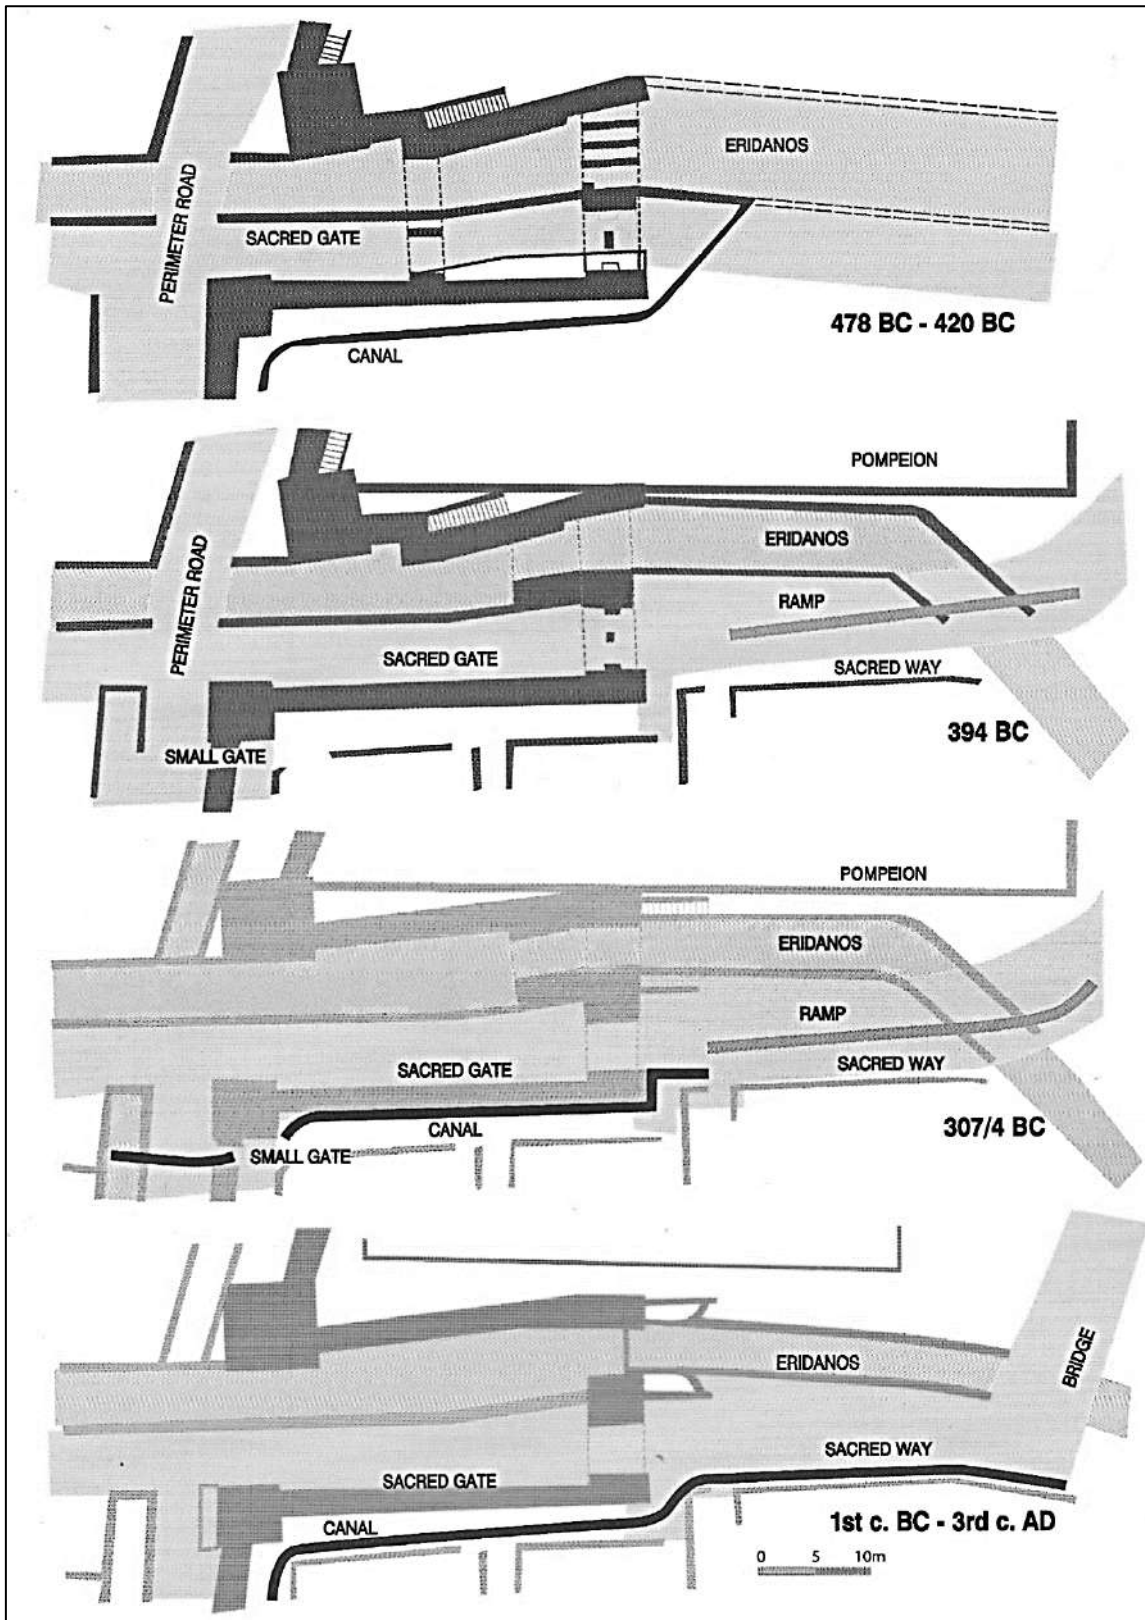 ERIDANOS
PERIMETER ROAD
SACRED GATE
478 BC - 420 BC
CANAL
POMPEION
ERIDANOS
PERIMETER ROAD
RAMP
SACRED GATE
SACRED WAY
394 BC
SMALL GATE
POMPEION
ERIDANOS
RAMP
SACRED GATE
SACRED WAY
CANAL
307/4 BC
SMALL GATE
ERIDANOS
BRIDGE
SACRED WAY
SACRED GATE
CANAL
1st c. BC - 3rd c. AD
0 5 10m